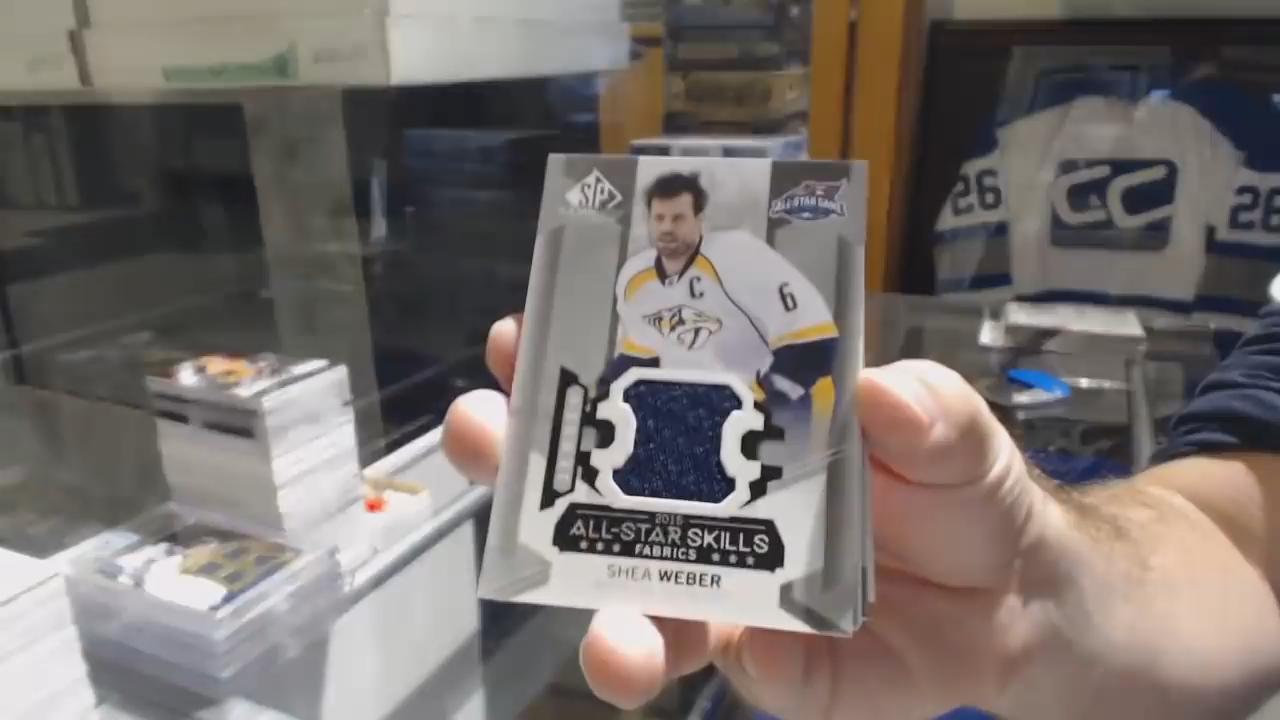 SP
ALL-STAR GAME
C
6
2015
ALL-STAR SKILLS
FABRICS
SHEA WEBER
26
CC
26